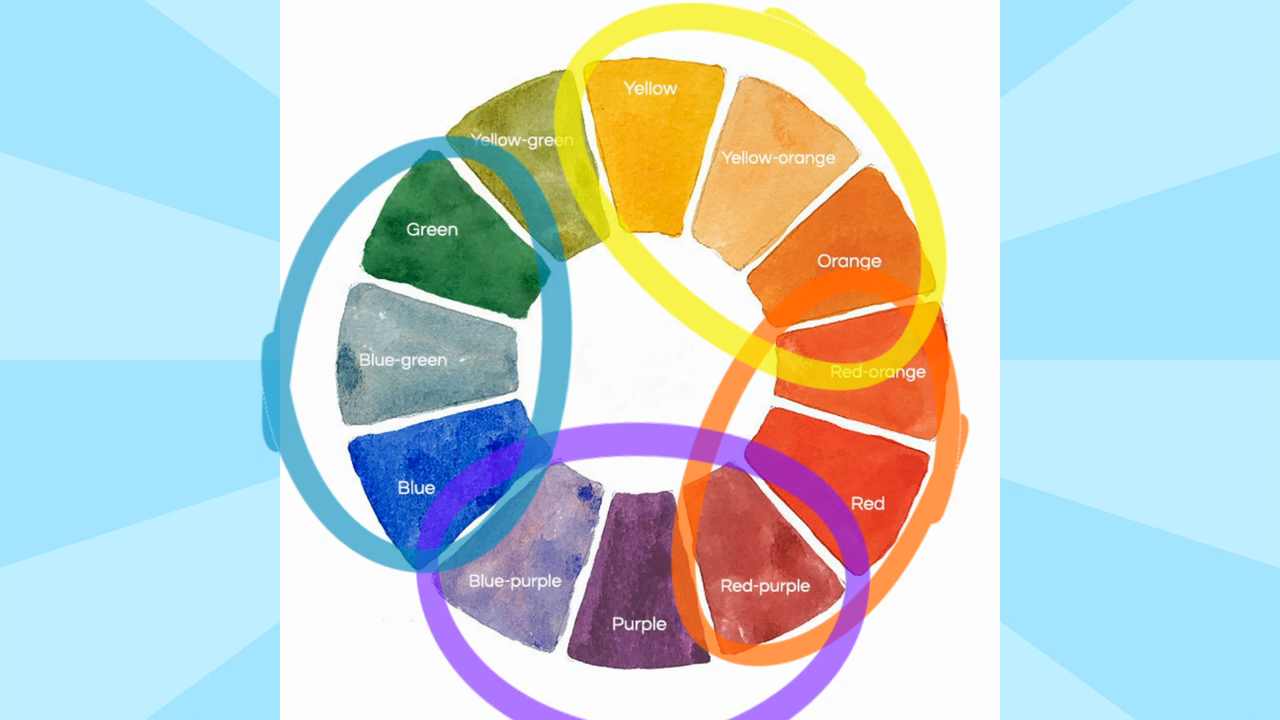 Yellow
Yellow-green
Yellow-orange
Green
Orange
Blue-green
Red-orange
Blue
Red
Blue-purple
Red-purple
Purple